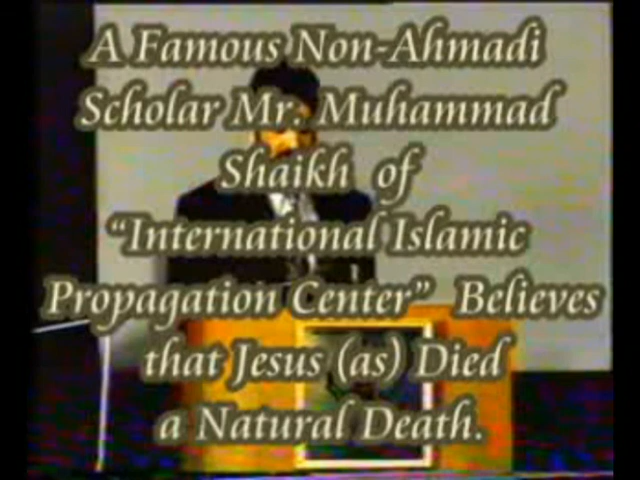 A Famous Non-Ahmadi
Scholar Mr. Muhammad
Shaikh of
“International Islamic
Propagation Center” Believes
that Jesus (as) Died
a Natural Death.